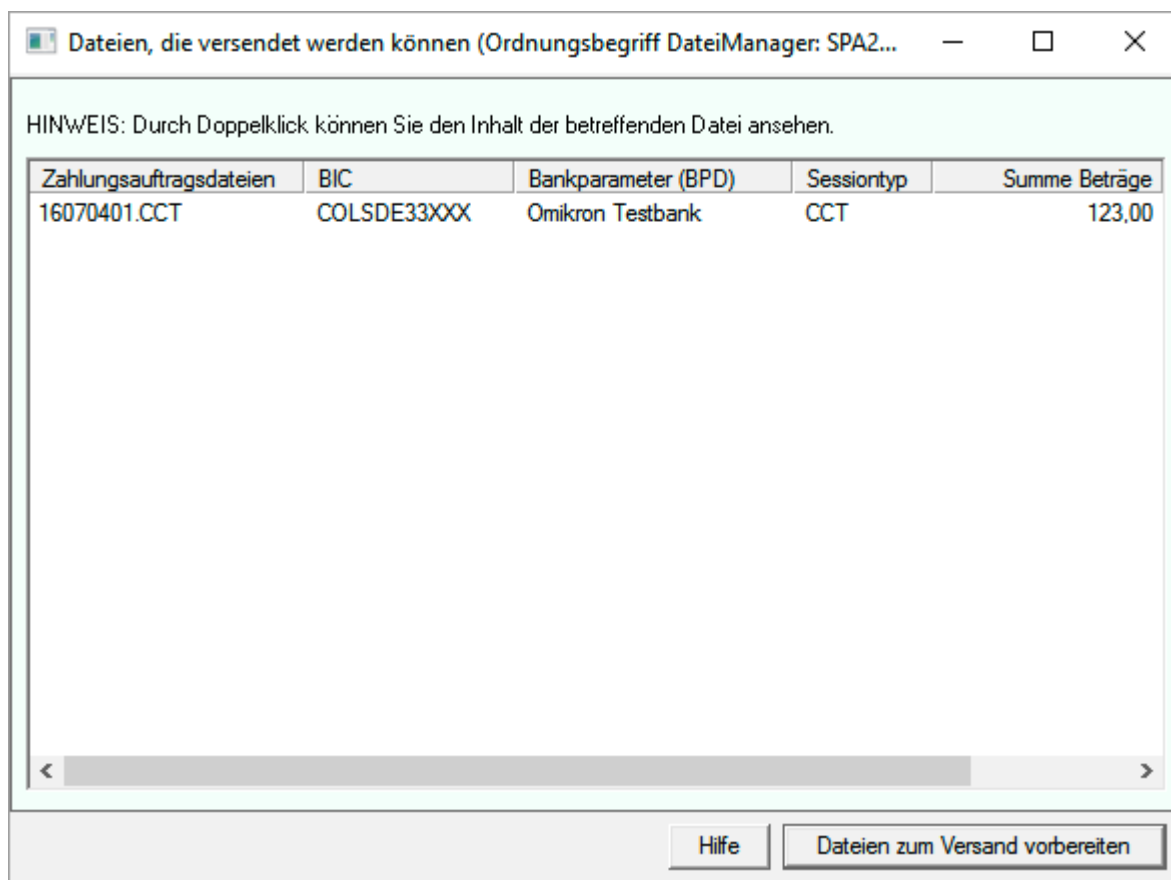 Dateien, die versendet werden können (Ordnungsbegriff DateiManager: SPA2...
HINWEIS: Durch Doppelklick können Sie den Inhalt der betreffenden Datei ansehen.
Zahlungsauftragsdateien BIC Bankparameter (BPD) Sessiontyp Summe Beträge
16070401.CCT COLSDE33XXX Omikron Testbank CCT 123,00
Hilfe Dateien zum Versand vorbereiten